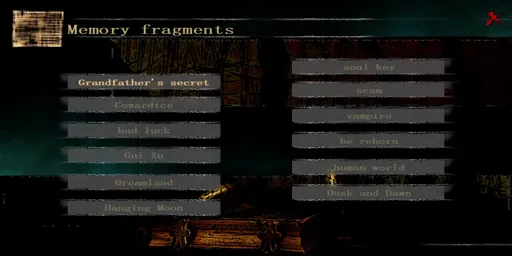 Memory fragments
Grandfather's secret
Cowardice
bad luck
Gui Xu
Dreamland
Hanging Moon
soul key
scam
vampire
be reborn
human world
Dusk and Dawn